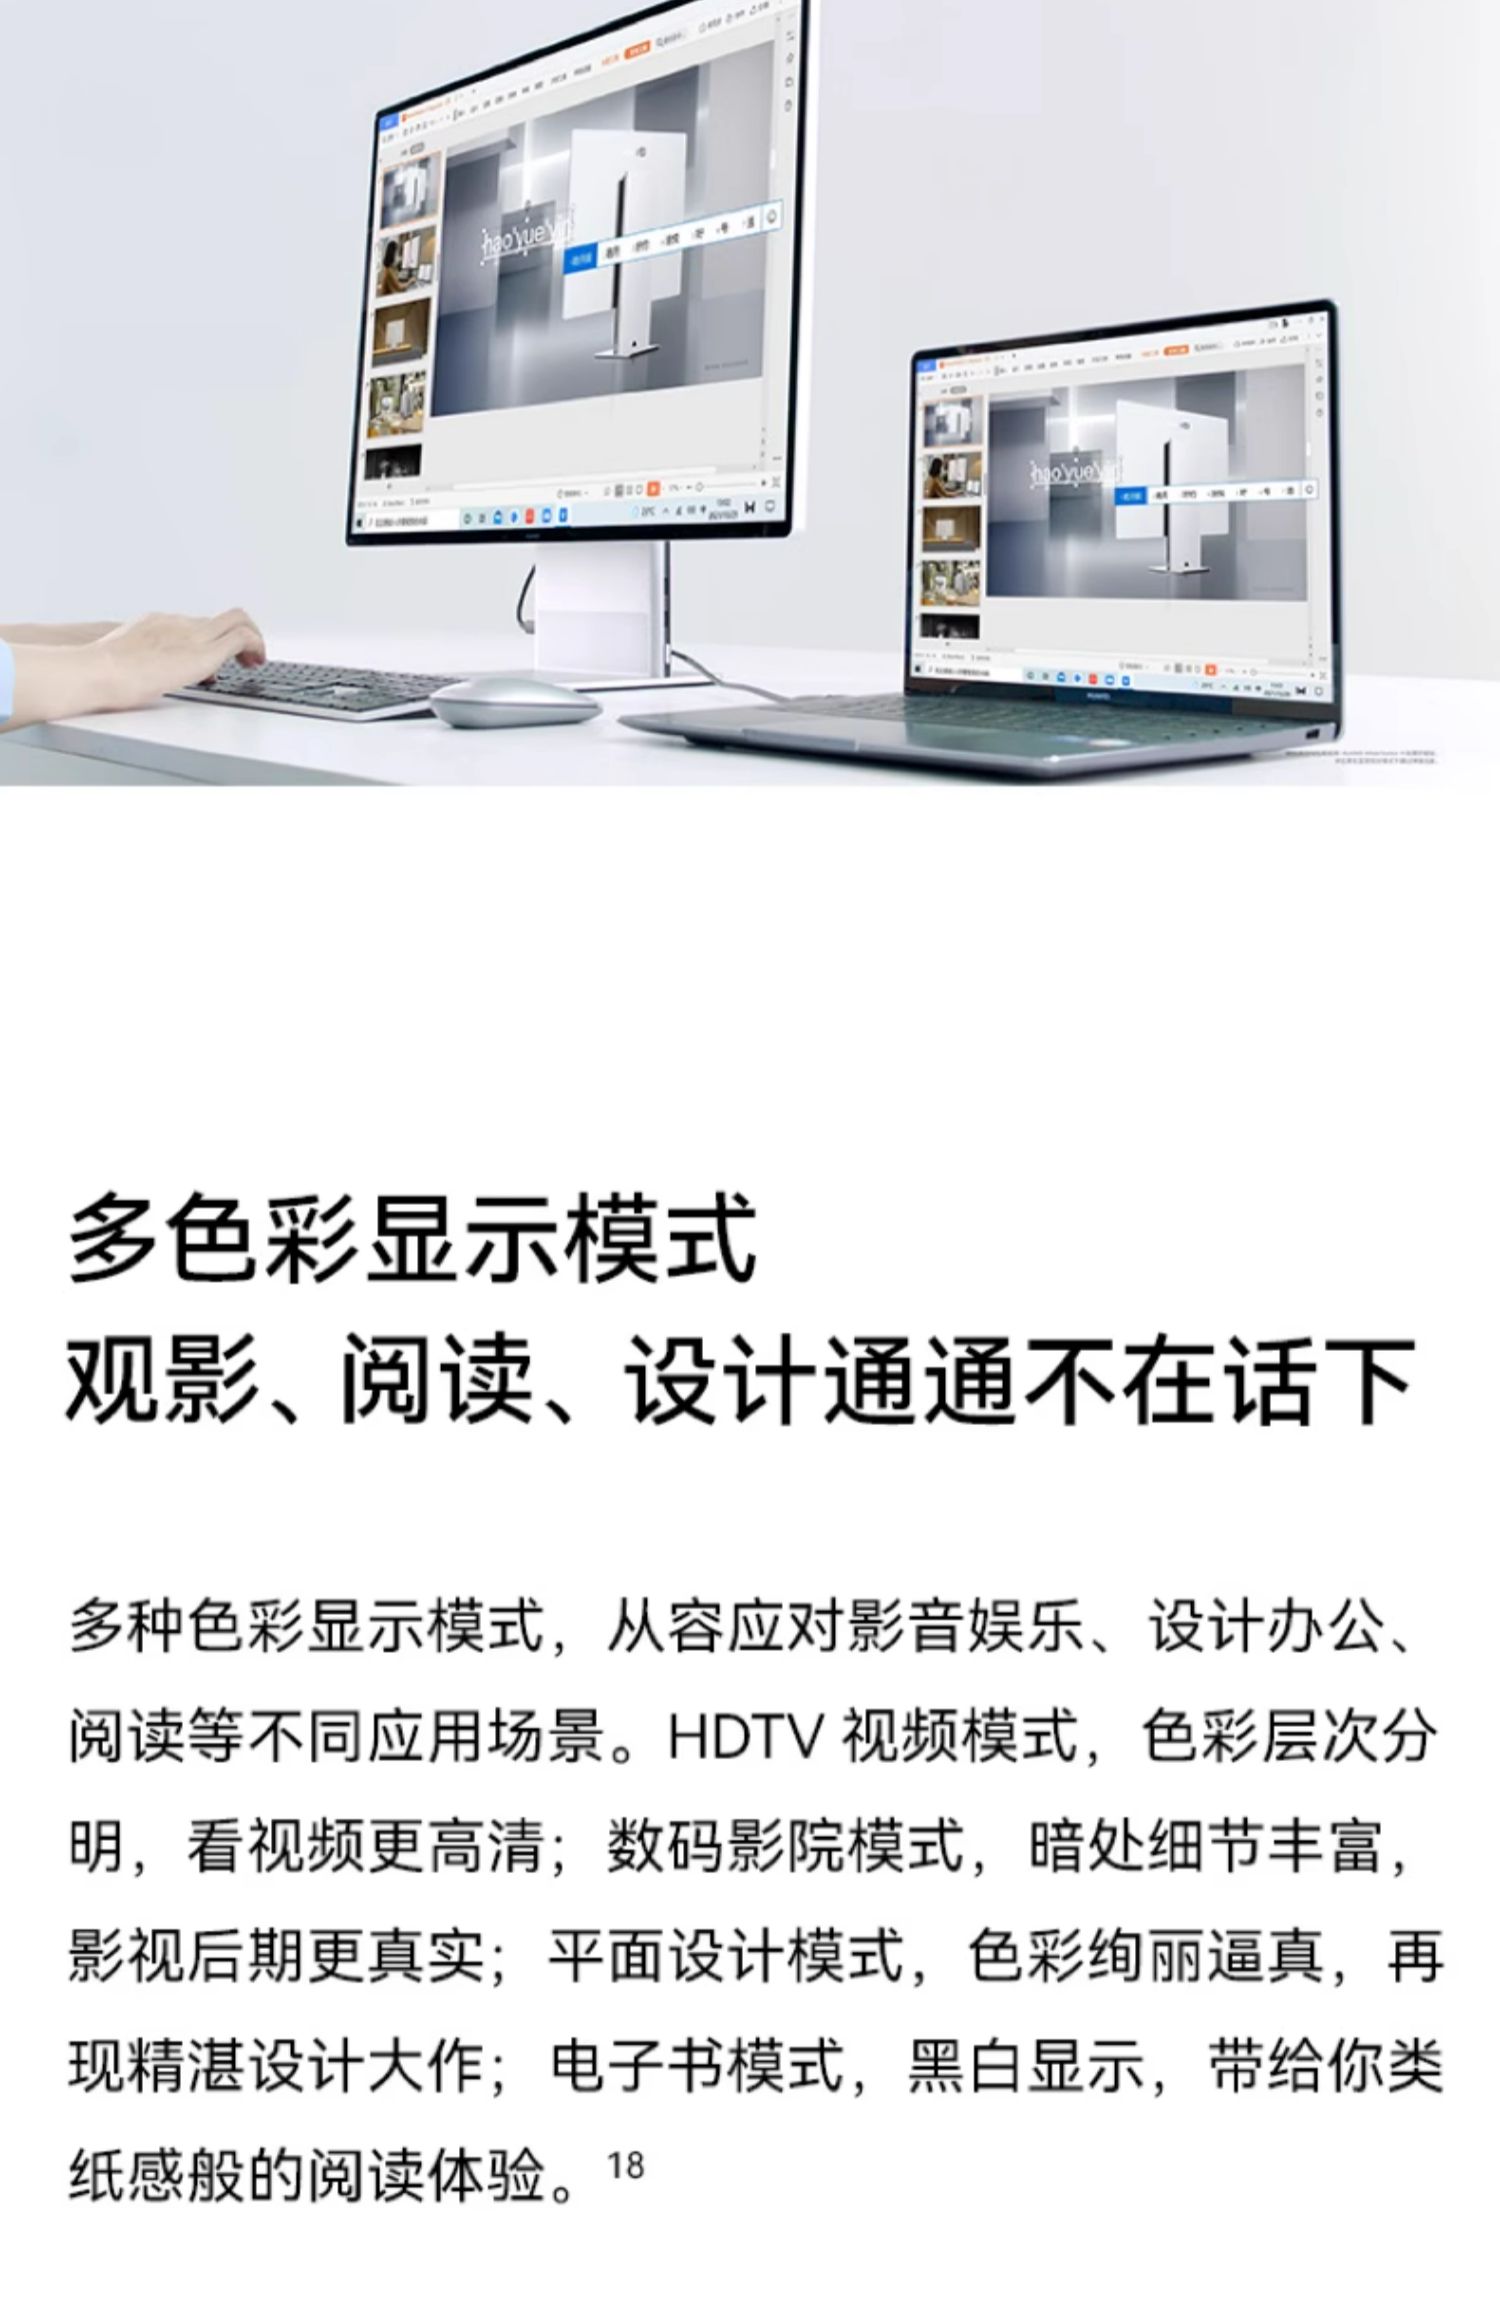 hao'yue'yin
hao'yue'yin
HUAWEI
多色彩显示模式
观影、阅读、设计通通不在话下
多种色彩显示模式，从容应对影音娱乐、设计办公、
阅读等不同应用场景。HDTV 视频模式，色彩层次分
明，看视频更高清；数码影院模式，暗处细节丰富，
影视后期更真实；平面设计模式，色彩绚丽逼真，再
现精湛设计大作；电子书模式，黑白显示，带给你类
纸感般的阅读体验。18